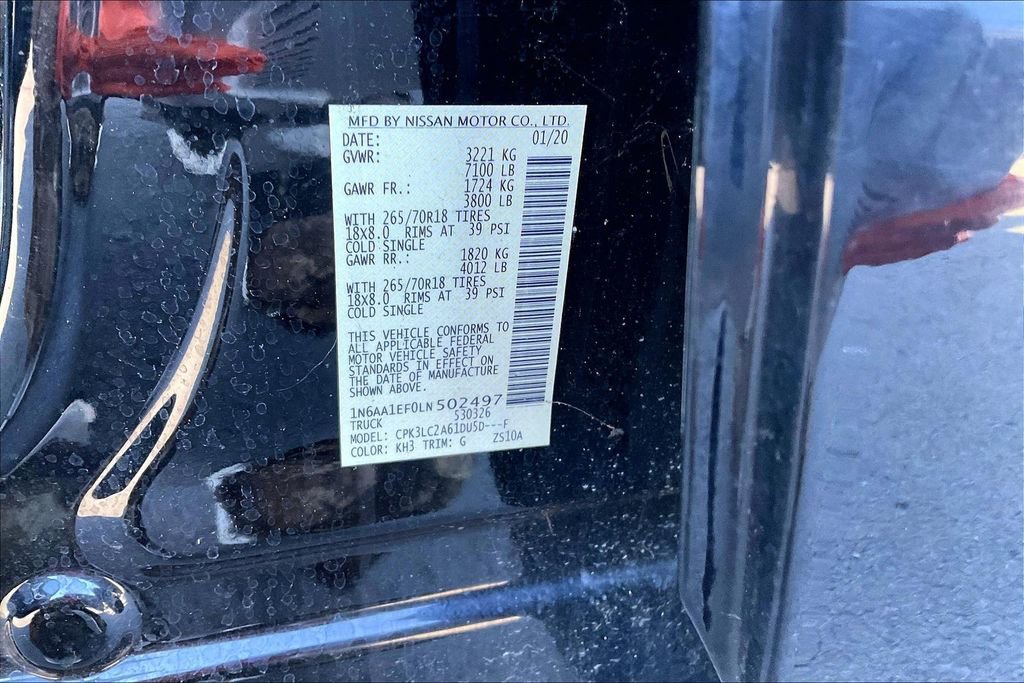 MFD BY NISSAN MOTOR CO., LTD.
DATE: 01/20
GVWR: 3221 KG
7100 LB
GAWR FR.: 1724 KG
3800 LB
WITH 265/70R18 TIRES
18X8.0 RIMS AT 39 PSI
COLD SINGLE
GAWR RR.: 1820 KG
4012 LB
WITH 265/70R18 TIRES
18X8.0 RIMS AT 39 PSI
COLD SINGLE
THIS VEHICLE CONFORMS TO
ALL APPLICABLE FEDERAL
MOTOR VEHICLE SAFETY
STANDARDS IN EFFECT ON
THE DATE OF MANUFACTURE
SHOWN ABOVE.
1N6AA1EF0LN502497
TRUCK 530326
MODEL: CPK3LC2A61DU5D---F
COLOR: KH3 TRIM: G ZS10A